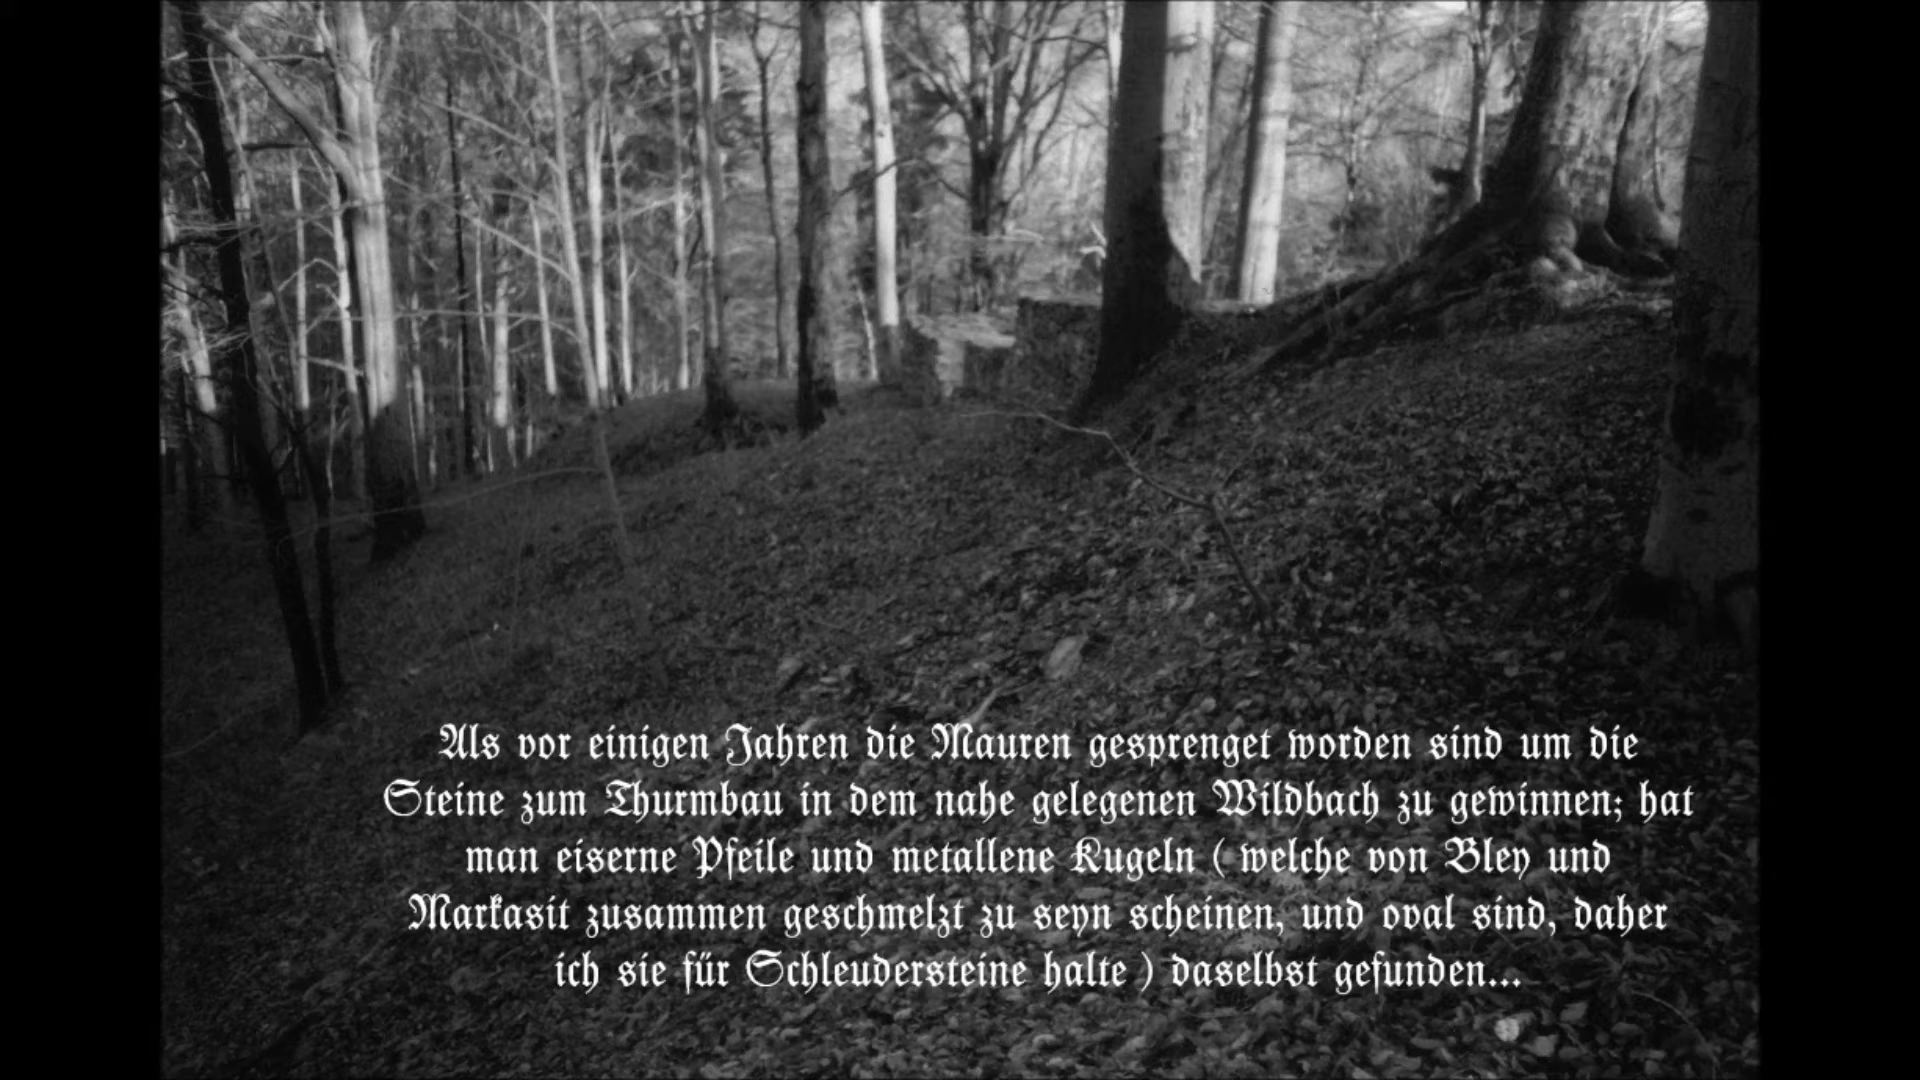 Als vor einigen Jahren die Mauren gesprenget worden sind um die
Steine zum Thurmbau in dem nahe gelegenen Wildbach zu gewinnen; hat
man eiserne Pfeile und metallene Kugeln ( welche von Bley und
Markasit zusammen geschmelzt zu seyn scheinen, und oval sind, daher
ich sie für Schleudersteine halte ) daselbst gefunden...